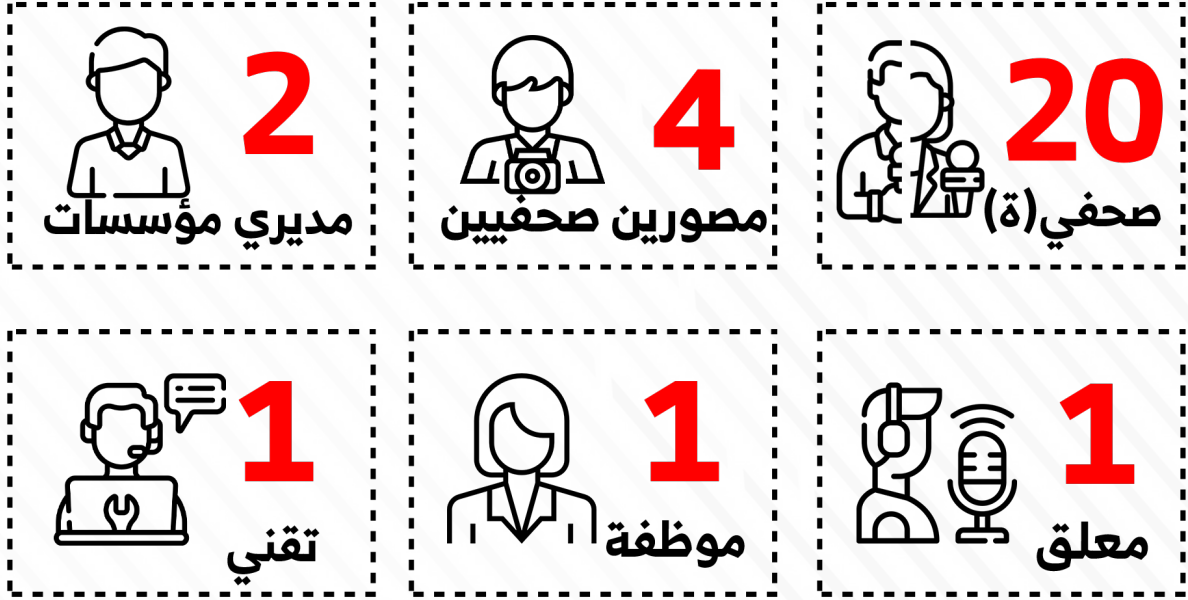 20
صحفي(ة)
4
مصورين صحفيين
2
مديري مؤسسات
1
معلق
1
موظفة
1
تقني